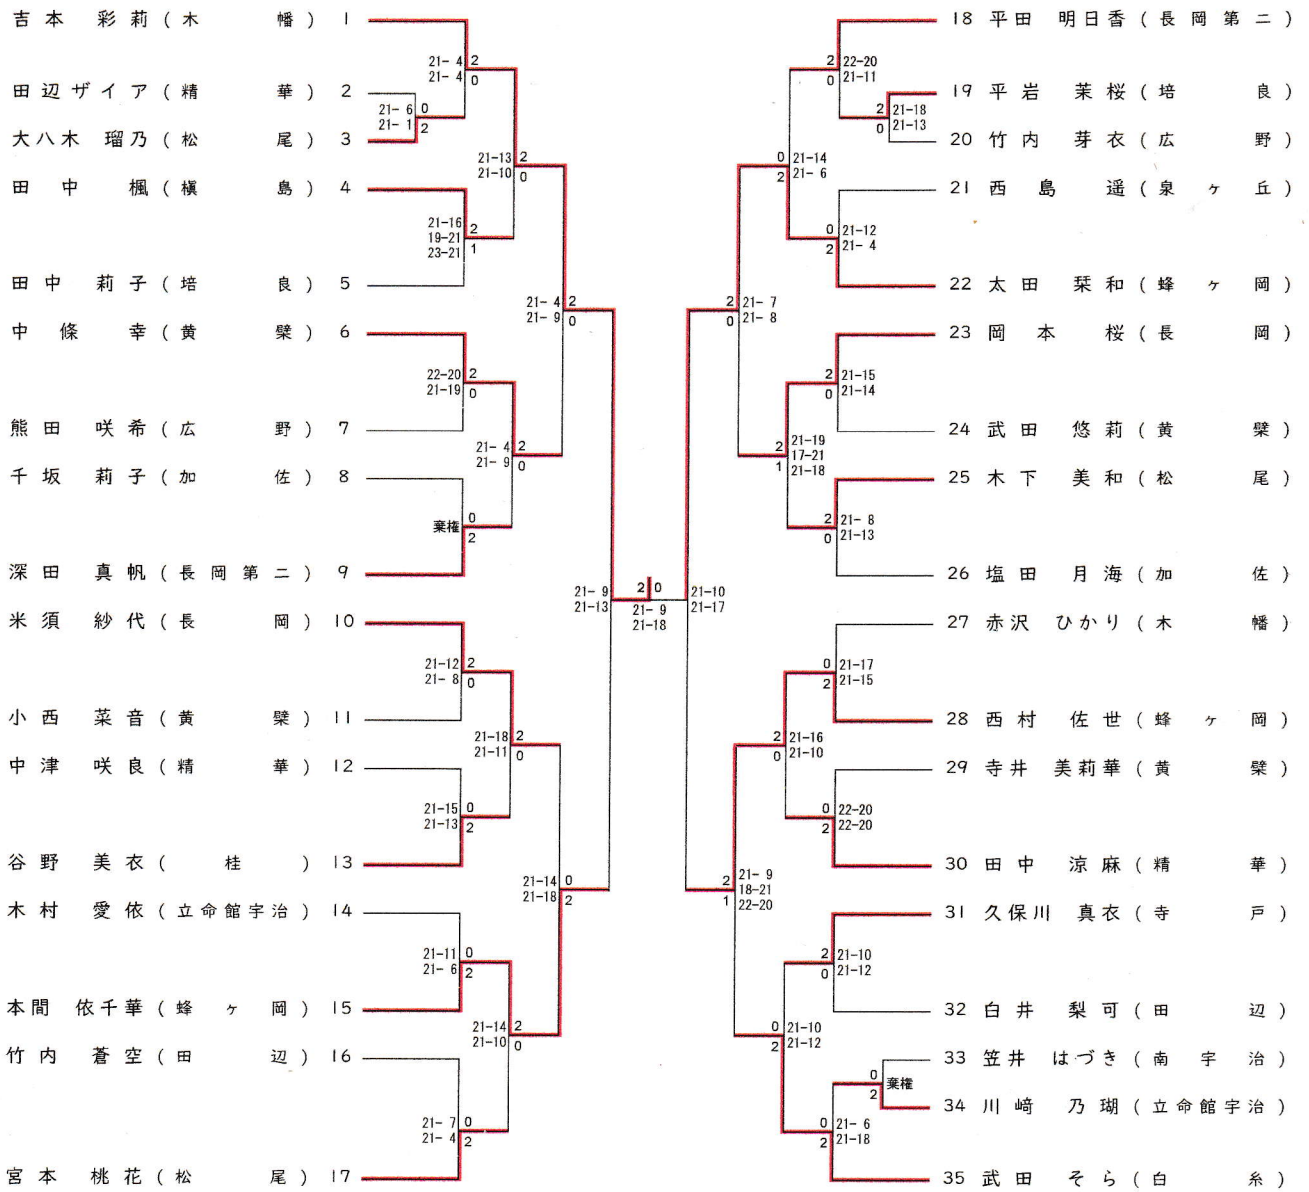 吉本 彩莉 (木 幡) 1
21- 4 2
21- 4 0
田辺ザイア (精 華) 2
21- 6 0
21- 1 2
大八木 瑠乃 (松 尾) 3
21-13 2
21-10 0
田中 楓 (槇 島) 4
21-16 2
19-21
23-21 1
田中 莉子 (培 良) 5
21- 4 2
21- 9 0
中條 幸 (黄 檗) 6
22-20 2
21-19 0
熊田 咲希 (広 野) 7
21- 4 2
21- 9 0
千坂 莉子 (加 佐) 8
棄権 0
2
深田 真帆 (長岡第二) 9
21- 9
21-13
2 0
21- 9
21-18
米須 紗代 (長 岡) 10
21-12 2
21- 8 0
小西 菜音 (黄 檗) 11
21-18 2
21-11 0
中津 咲良 (精 華) 12
21-15 0
21-13 2
谷野 美衣 (桂) 13
21-14 0
21-18 2
木村 愛依 (立命館宇治) 14
21-11 0
21- 6 2
本間 依千華 (蜂ヶ岡) 15
21-14 2
21-10 0
竹内 蒼空 (田 辺) 16
21- 7 0
21- 4 2
宮本 桃花 (松 尾) 17
18 平田 明日香 (長岡第二)
2 22-20
0 21-11
19 平岩 茉桜 (培 良)
2 21-18
0 21-13
20 竹内 芽衣 (広 野)
0 21-14
2 21- 6
21 西島 遥 (泉ヶ丘)
0 21-12
2 21- 4
22 太田 栞和 (蜂ヶ岡)
2 21- 7
0 21- 8
23 岡本 桜 (長 岡)
2 21-15
0 21-14
24 武田 悠莉 (黄 檗)
2 21-19
17-21
1 21-18
25 木下 美和 (松 尾)
2 21- 8
0 21-13
26 塩田 月海 (加 佐)
21-10
21-17
27 赤沢 ひかり (木 幡)
0 21-17
2 21-15
28 西村 佐世 (蜂ヶ岡)
2 21-16
0 21-10
29 寺井 美莉華 (黄 檗)
0 22-20
2 22-20
30 田中 涼麻 (精 華)
2 21- 9
18-21
1 22-20
31 久保川 真衣 (寺 戸)
2 21-10
0 21-12
32 白井 梨可 (田 辺)
0 21-10
2 21-12
33 笠井 はづき (南宇治)
0 棄権
2
34 川﨑 乃瑚 (立命館宇治)
0 21- 6
2 21-18
35 武田 そら (白 糸)